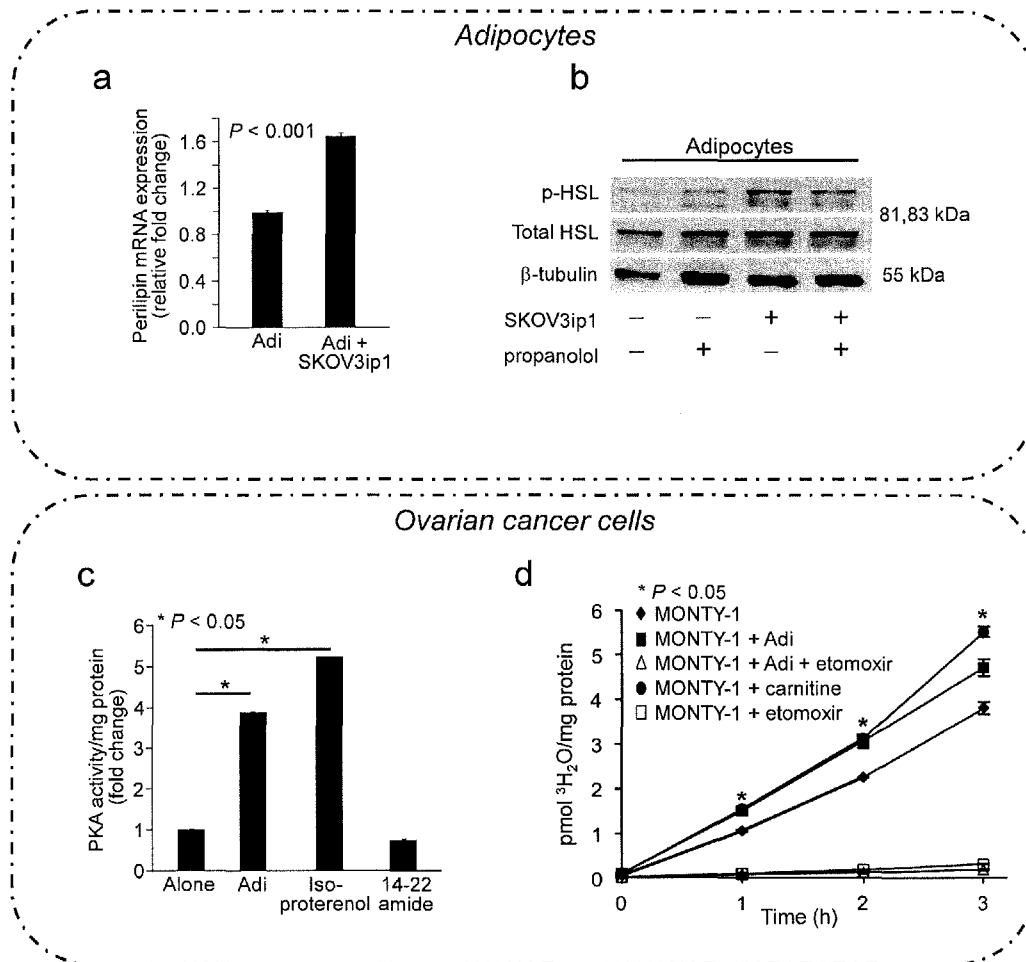 Adipocytes
a
Perilipin mRNA expression
(relative fold change)
P < 0.001
1.6
1.2
0.8
0.4
0.0
Adi
Adi +
SKOV3ip1
b
Adipocytes
p-HSL
81,83 kDa
Total HSL
β-tubulin
55 kDa
SKOV3ip1 – – + +
propanolol – + – +
Ovarian cancer cells
c
* P < 0.05
PKA activity/mg protein
(fold change)
6
5
4
3
2
1
0
*
*
Alone
Adi
Iso-
proterenol
14-22
amide
d
* P < 0.05
MONTY-1
MONTY-1 + Adi
MONTY-1 + Adi + etomoxir
MONTY-1 + carnitine
MONTY-1 + etomoxir
pmol ³H₂O/mg protein
6
5
4
3
2
1
0
*
*
*
0 1 2 3
Time (h)